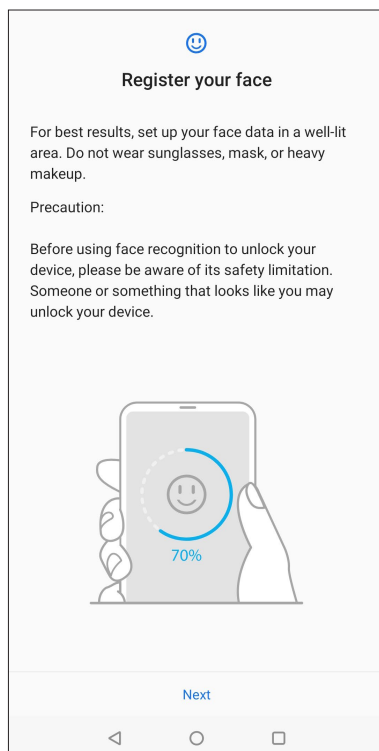 Register your face
For best results, set up your face data in a well-lit
area. Do not wear sunglasses, mask, or heavy
makeup.
Precaution:
Before using face recognition to unlock your
device, please be aware of its safety limitation.
Someone or something that looks like you may
unlock your device.
70%
Next